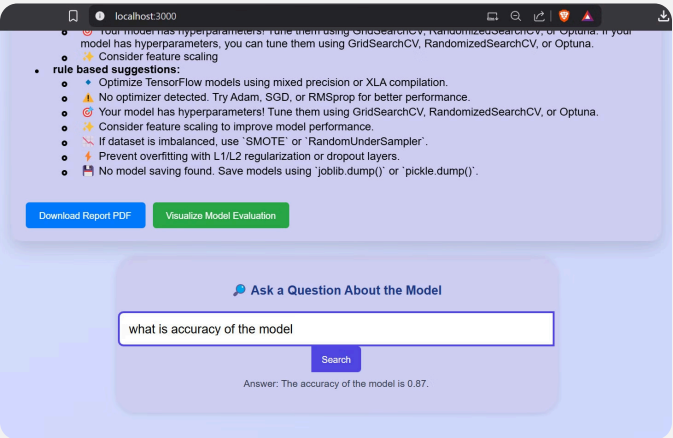 localhost:3000
Your model has hyperparameters! Tune them using GridSearchCV, RandomizedSearchCV, or Optuna. If your
model has hyperparameters, you can tune them using GridSearchCV, RandomizedSearchCV, or Optuna.
Consider feature scaling
rule based suggestions:
Optimize TensorFlow models using mixed precision or XLA compilation.
No optimizer detected. Try Adam, SGD, or RMSprop for better performance.
Your model has hyperparameters! Tune them using GridSearchCV, RandomizedSearchCV, or Optuna.
Consider feature scaling to improve model performance.
If dataset is imbalanced, use `SMOTE` or `RandomUnderSampler`.
Prevent overfitting with L1/L2 regularization or dropout layers.
No model saving found. Save models using `joblib.dump()` or `pickle.dump()`.
Download Report PDF Visualize Model Evaluation
Ask a Question About the Model
what is accuracy of the model
Search
Answer: The accuracy of the model is 0.87.